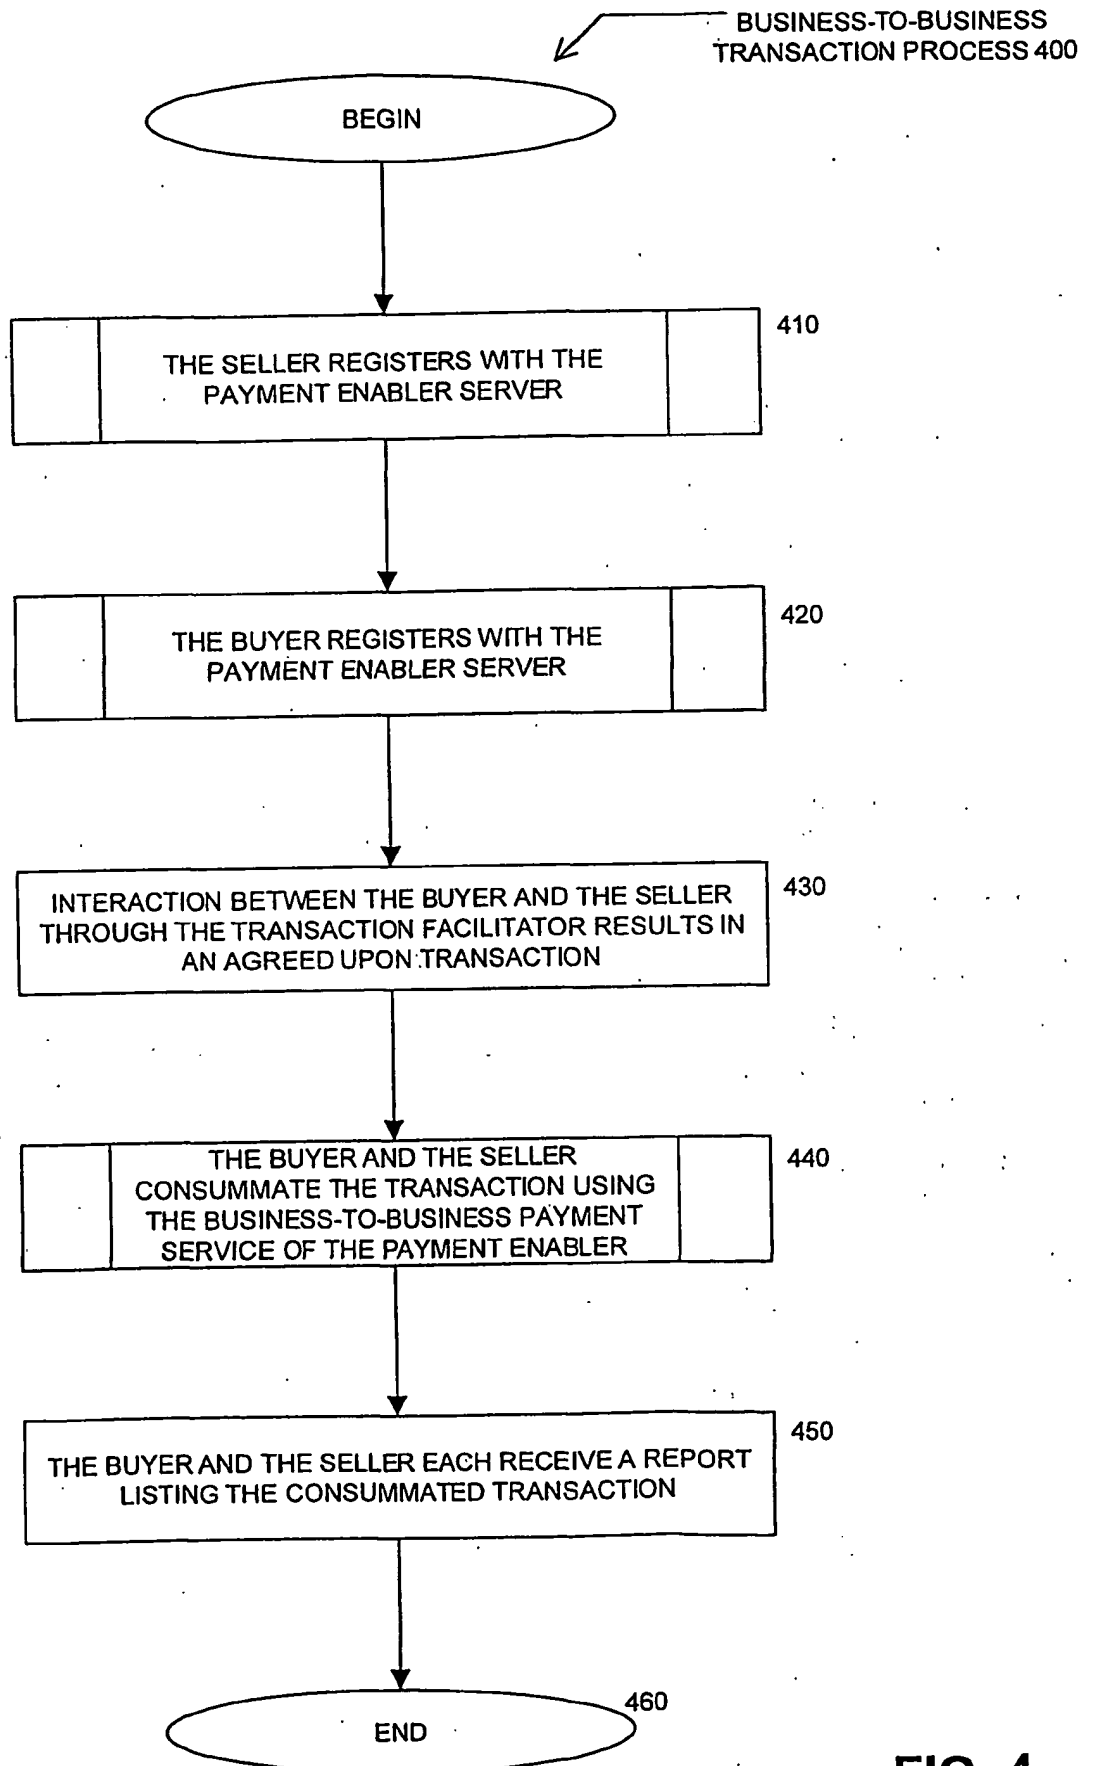 BUSINESS-TO-BUSINESS
TRANSACTION PROCESS 400
BEGIN
410
THE SELLER REGISTERS WITH THE
PAYMENT ENABLER SERVER
420
THE BUYER REGISTERS WITH THE
PAYMENT ENABLER SERVER
430
INTERACTION BETWEEN THE BUYER AND THE SELLER
THROUGH THE TRANSACTION FACILITATOR RESULTS IN
AN AGREED UPON TRANSACTION
440
THE BUYER AND THE SELLER
CONSUMMATE THE TRANSACTION USING
THE BUSINESS-TO-BUSINESS PAYMENT
SERVICE OF THE PAYMENT ENABLER
450
THE BUYER AND THE SELLER EACH RECEIVE A REPORT
LISTING THE CONSUMMATED TRANSACTION
460
END
FIG. 4